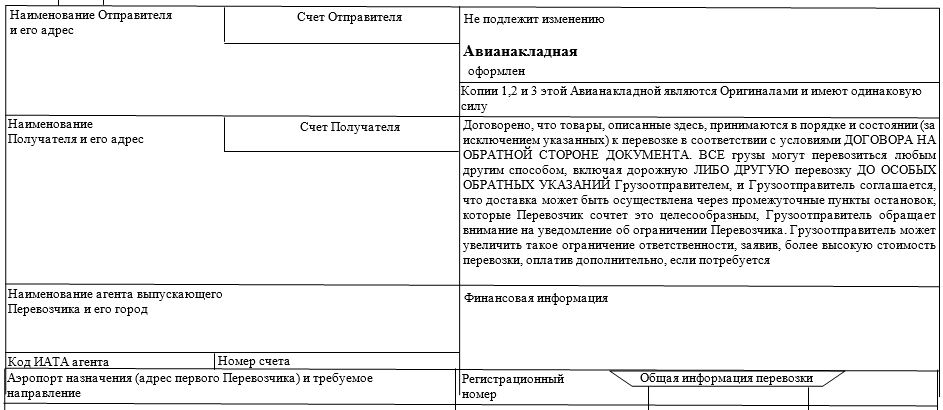 Наименование Отправителя
и его адрес
Счет Отправителя
Не подлежит изменению
Авианакладная
оформлен
Копии 1,2 и 3 этой Авианакладной являются Оригиналами и имеют одинаковую
силу
Наименование
Получателя и его адрес
Счет Получателя
Договорено, что товары, описанные здесь, принимаются в порядке и состоянии (за
исключением указанных) к перевозке в соответствии с условиями ДОГОВОРА НА
ОБРАТНОЙ СТОРОНЕ ДОКУМЕНТА. ВСЕ грузы могут перевозиться любым
другим способом, включая дорожную ЛИБО ДРУГУЮ перевозку ДО ОСОБЫХ
ОБРАТНЫХ УКАЗАНИЙ Грузоотправителем, и Грузоотправитель соглашается,
что доставка может быть осуществлена через промежуточные пункты остановок,
которые Перевозчик сочтет это целесообразным, Грузоотправитель обращает
внимание на уведомление об ограничении Перевозчика. Грузоотправитель может
увеличить такое ограничение ответственности, заявив, более высокую стоимость
перевозки, оплатив дополнительно, если потребуется
Наименование агента выпускающего
Перевозчика и его город
Финансовая информация
Код ИАТА агента
Номер счета
Аэропорт назначения (адрес первого Перевозчика) и требуемое
направление
Регистрационный
номер
Общая информация перевозки